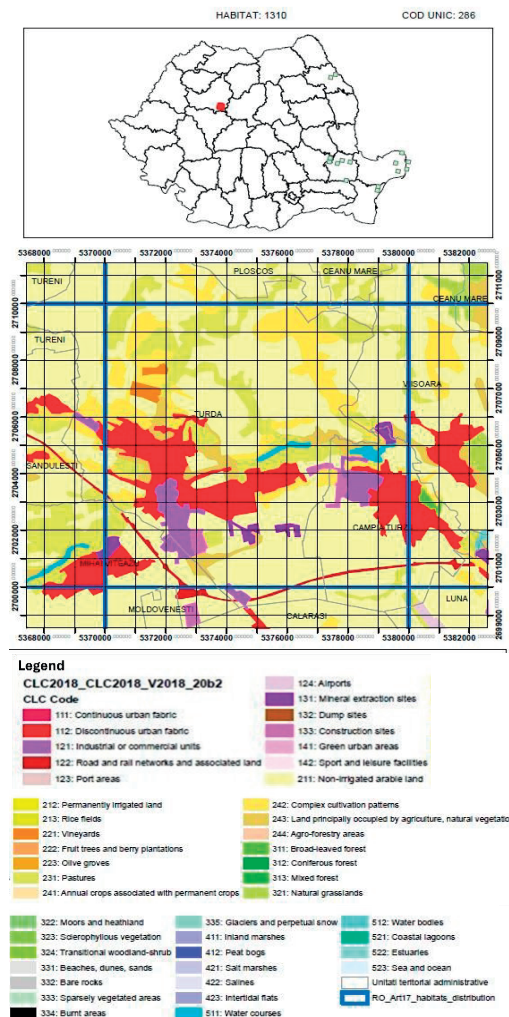 HABITAT: 1310 COD UNIC: 286
5368000 5370000 5372000 5374000 5376000 5378000 5380000 5382000
TURENI PLOSCOS CEANU MARE
2710000 2711000
CEANU MARE
TURENI
2708000 2709000
VIISOARA
2706000 2707000
TURDA
2705000
SANDULESTI
2704000 2703000
2702000 CAMPIA TURZII
MIHAI VITEAZU 2701000
2700000
MOLDOVENESTI CALARASI LUNA
2699000
5368000 5370000 5372000 5374000 5376000 5378000 5380000 5382000
Legend
CLC2018_CLC2018_V2018_20b2
CLC Code
111: Continuous urban fabric
112: Discontinuous urban fabric
121: Industrial or commercial units
122: Road and rail networks and associated land
123: Port areas
124: Airports
131: Mineral extraction sites
132: Dump sites
133: Construction sites
141: Green urban areas
142: Sport and leisure facilities
211: Non-irrigated arable land
212: Permanently irrigated land
213: Rice fields
221: Vineyards
222: Fruit trees and berry plantations
223: Olive groves
231: Pastures
241: Annual crops associated with permanent crops
242: Complex cultivation patterns
243: Land principally occupied by agriculture, natural vegetatio
244: Agro-forestry areas
311: Broad-leaved forest
312: Coniferous forest
313: Mixed forest
321: Natural grasslands
322: Moors and heathland
323: Sclerophyllous vegetation
324: Transitional woodland-shrub
331: Beaches, dunes, sands
332: Bare rocks
333: Sparsely vegetated areas
334: Burnt areas
335: Glaciers and perpetual snow
411: Inland marshes
412: Peat bogs
421: Salt marshes
422: Salines
423: Intertidal flats
511: Water courses
512: Water bodies
521: Coastal lagoons
522: Estuaries
523: Sea and ocean
Unitati teritorial administrative
RO_Art17_habitats_distribution